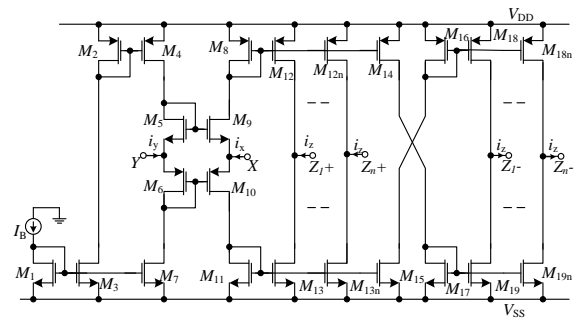 V_DD
M_2 M_4 M_8 M_12 M_12n M_14 M_16 M_18 M_18n
M_5 M_9
i_y i_x i_z i_z i_z i_z
Y X Z_1+ Z_n+ Z_1- Z_n-
M_6 M_10
I_B
M_1 M_3 M_7 M_11 M_13 M_13n M_15 M_17 M_19 M_19n
V_SS